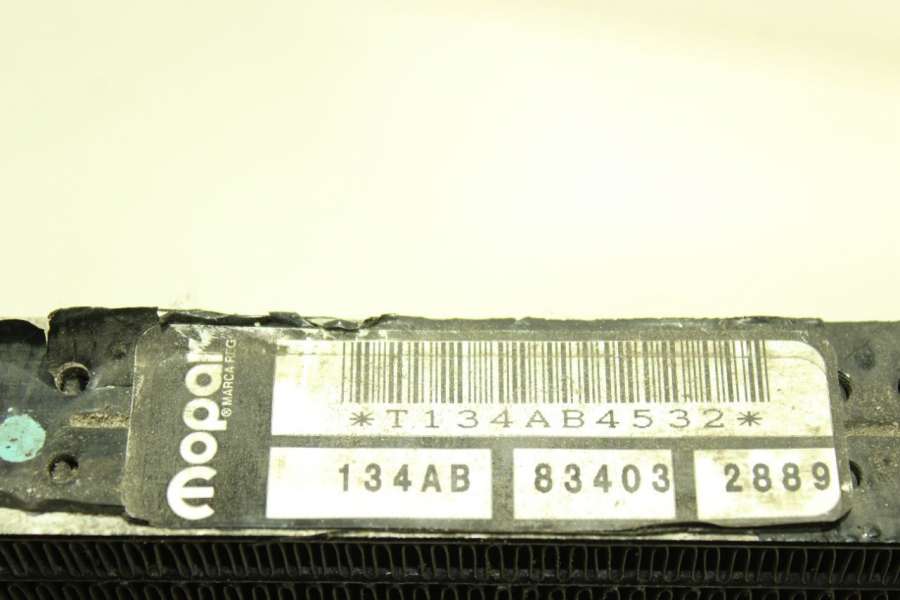 mopar
® MARCA REG
*T134AB4532*
134AB 83403 2889